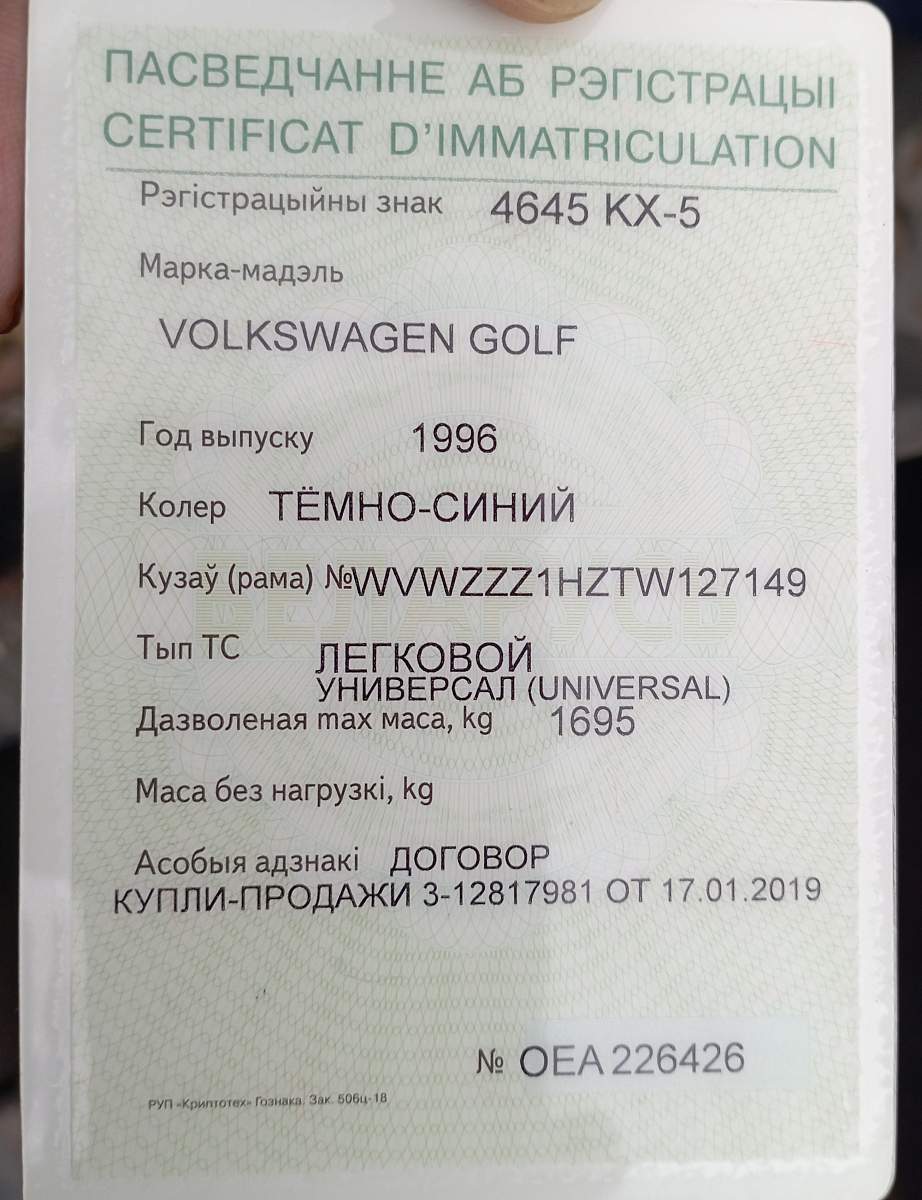 ПАСВЕДЧАННЕ АБ РЭГІСТРАЦЫІ
CERTIFICAT D'IMMATRICULATION
Рэгістрацыйны знак 4645 KX-5
Марка-мадэль
VOLKSWAGEN GOLF
Год выпуску 1996
Колер ТЁМНО-СИНИЙ
БЕЛАРУСЬ
Кузаў (рама) №WVWZZZ1HZTW127149
Тып ТС ЛЕГКОВОЙ
УНИВЕРСАЛ (UNIVERSAL)
Дазволеная max маса, kg 1695
Маса без нагрузкі, kg
Асобыя адзнакі ДОГОВОР
КУПЛИ-ПРОДАЖИ 3-12817981 ОТ 17.01.2019
№ OEA 226426
РУП «Криптотех» Гознака. Зак. 506ц-18